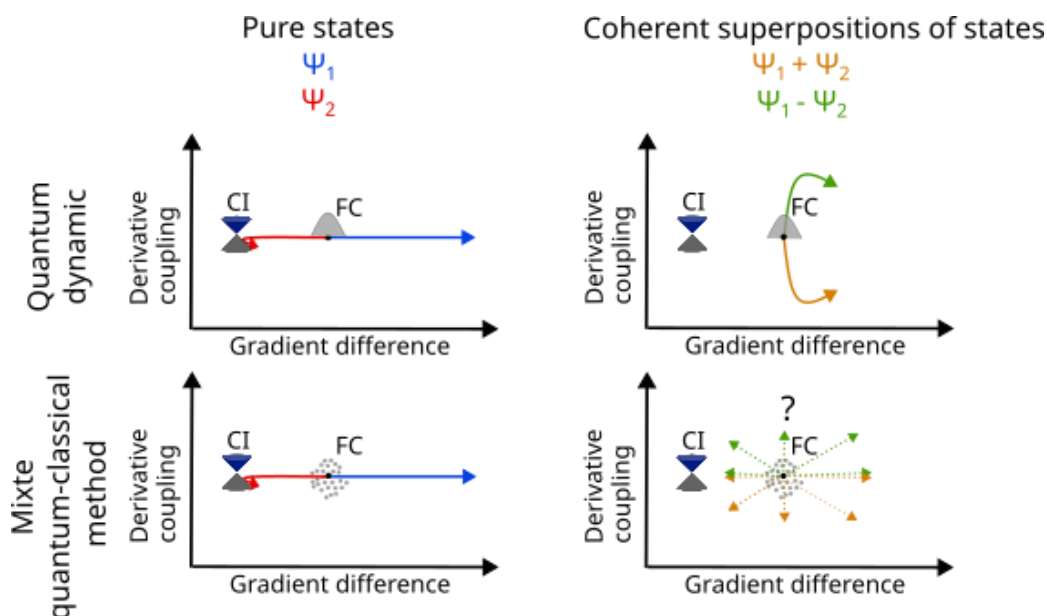 Pure states
Ψ1
Ψ2
Coherent superpositions of states
Ψ1 + Ψ2
Ψ1 - Ψ2
Quantum
dynamic
Derivative
coupling
CI
FC
Gradient difference
Derivative
coupling
CI
FC
Gradient difference
Mixte
quantum-classical
method
Derivative
coupling
CI
FC
Gradient difference
Derivative
coupling
CI
?
FC
Gradient difference